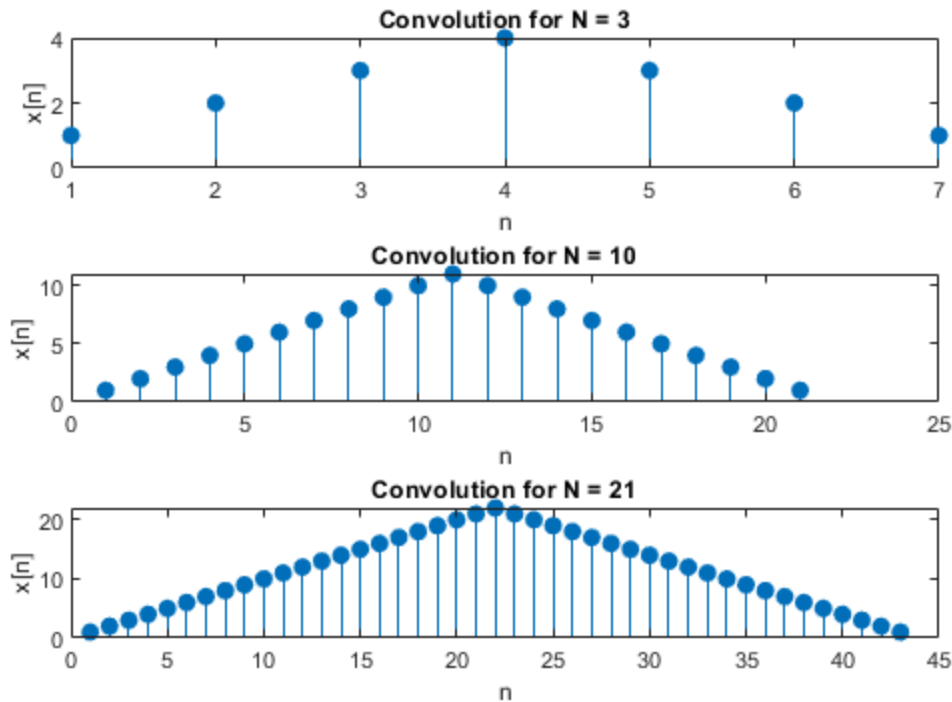 Convolution for N = 3
4
2
0
x[n]
1 2 3 4 5 6 7
n
Convolution for N = 10
10
5
0
x[n]
0 5 10 15 20 25
n
Convolution for N = 21
20
10
0
x[n]
0 5 10 15 20 25 30 35 40 45
n